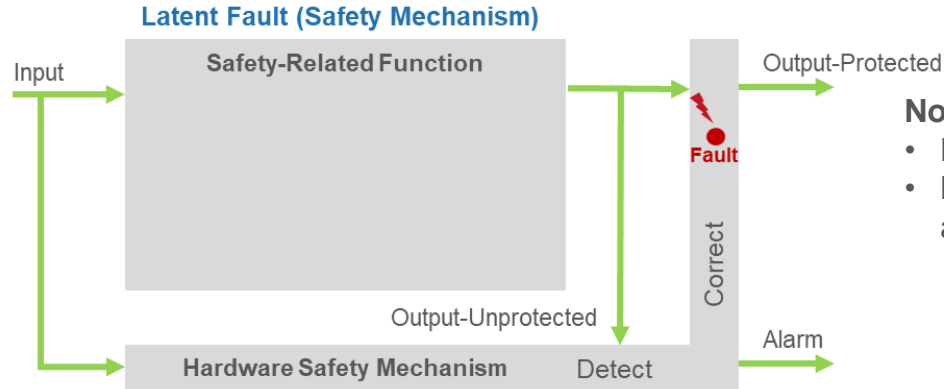 Latent Fault (Safety Mechanism)
Input
Safety-Related Function
Output-Protected
Fault
Correct
Output-Unprotected
Hardware Safety Mechanism
Detect
Alarm